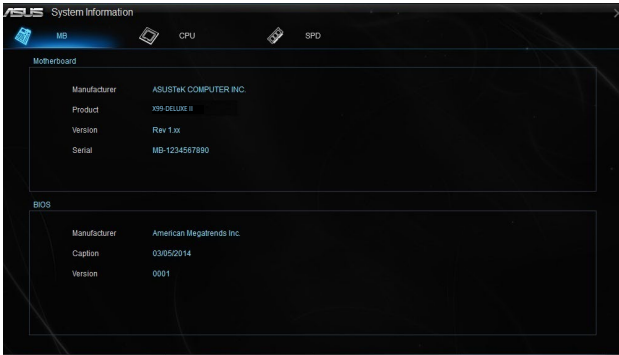 ASUS System Information
MB CPU SPD
Motherboard
Manufacturer ASUSTeK COMPUTER INC.
Product X99-DELUXE II
Version Rev 1.xx
Serial MB-1234567890
BIOS
Manufacturer American Megatrends Inc.
Caption 03/05/2014
Version 0001